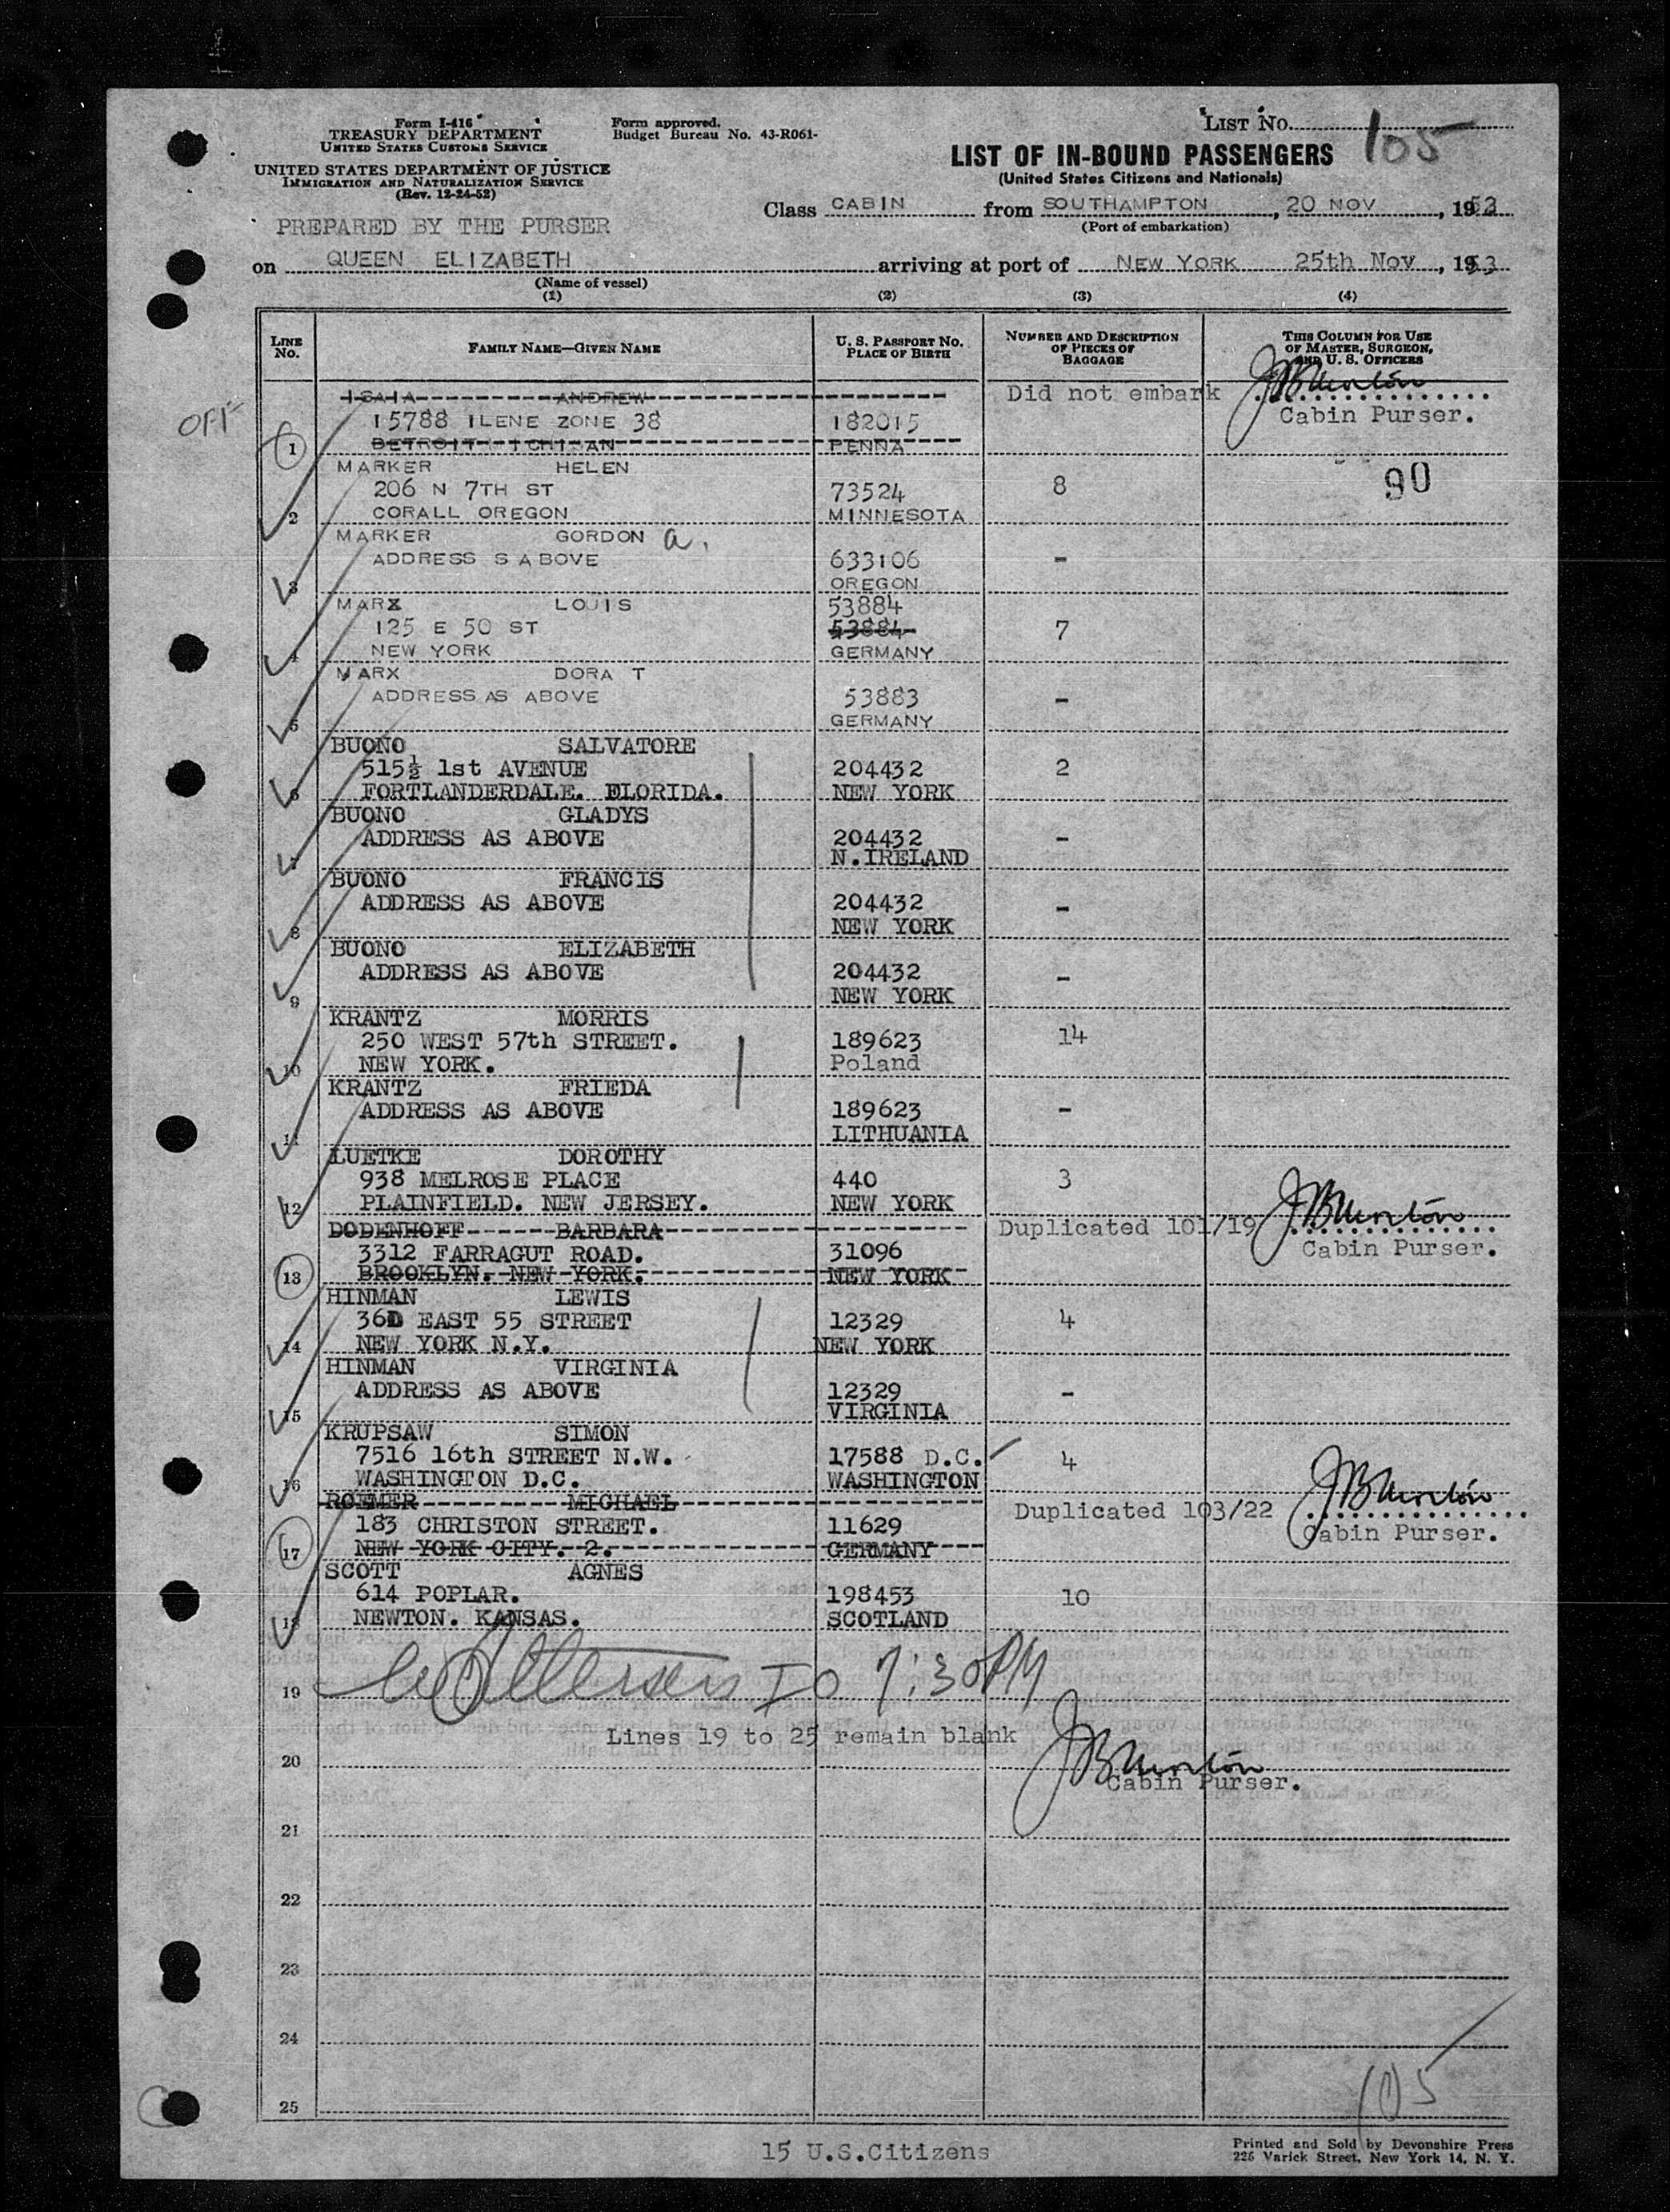 Form I-416
TREASURY DEPARTMENT
UNITED STATES CUSTOMS SERVICE
UNITED STATES DEPARTMENT OF JUSTICE
IMMIGRATION AND NATURALIZATION SERVICE
(Rev. 12-24-52)
Form approved.
Budget Bureau No. 43-R061-
LIST NO. 105
LIST OF IN-BOUND PASSENGERS
(United States Citizens and Nationals)
Class CABIN from SOUTHAMPTON, 20 NOV, 1953
(Port of embarkation)
PREPARED BY THE PURSER
on QUEEN ELIZABETH arriving at port of NEW YORK 25th Nov, 1953
(Name of vessel)
(1) (2) (3) (4)
LINE NO.
FAMILY NAME—GIVEN NAME
U. S. PASSPORT NO.
PLACE OF BIRTH
NUMBER AND DESCRIPTION
OF PIECES OF
BAGGAGE
THIS COLUMN FOR USE
OF MASTER, SURGEON,
AND U. S. OFFICERS
OFF
ISAIA ANDREW Did not embark
15788 ILENE ZONE 38 182015 Cabin Purser.
1 DETROIT MICHIGAN PENNA
MARKER HELEN
206 N 7TH ST 73524 8 90
2 CORALL OREGON MINNESOTA
MARKER GORDON a.
ADDRESS S ABOVE 633106 -
3 OREGON
MARX LOUIS 53884
125 E 50 ST 53884 7
4 NEW YORK GERMANY
MARX DORA T
ADDRESS AS ABOVE 53883 -
5 GERMANY
BUONO SALVATORE
515½ 1st AVENUE 204432 2
6 FORTLANDERDALE. FLORIDA. NEW YORK
BUONO GLADYS
ADDRESS AS ABOVE 204432 -
7 N.IRELAND
BUONO FRANCIS
ADDRESS AS ABOVE 204432 -
8 NEW YORK
BUONO ELIZABETH
ADDRESS AS ABOVE 204432 -
9 NEW YORK
KRANTZ MORRIS
250 WEST 57th STREET. 189623 14
10 NEW YORK. Poland
KRANTZ FRIEDA
ADDRESS AS ABOVE 189623 -
11 LITHUANIA
LUETKE DOROTHY
938 MELROSE PLACE 440 3
12 PLAINFIELD. NEW JERSEY. NEW YORK
DODENHOFF BARBARA Duplicated 101/19
3312 FARRAGUT ROAD. 31096 Cabin Purser.
13 BROOKLYN. NEW YORK. NEW YORK
HINMAN LEWIS
36D EAST 55 STREET 12329 4
14 NEW YORK N.Y. NEW YORK
HINMAN VIRGINIA
ADDRESS AS ABOVE 12329 -
15 VIRGINIA
KRUPSAW SIMON
7516 16th STREET N.W. 17588 D.C. 4
16 WASHINGTON D.C. WASHINGTON
ROEMER MICHAEL Duplicated 103/22
183 CHRISTON STREET. 11629 Cabin Purser.
17 NEW YORK CITY. 2. GERMANY
SCOTT AGNES
614 POPLAR. 198453 10
18 NEWTON. KANSAS. SCOTLAND
19 IO 7:30PM
Lines 19 to 25 remain blank
20 Cabin Purser.
21
22
23
24
105
25
15 U.S.Citizens
Printed and Sold by Devonshire Press
225 Varick Street, New York 14, N. Y.